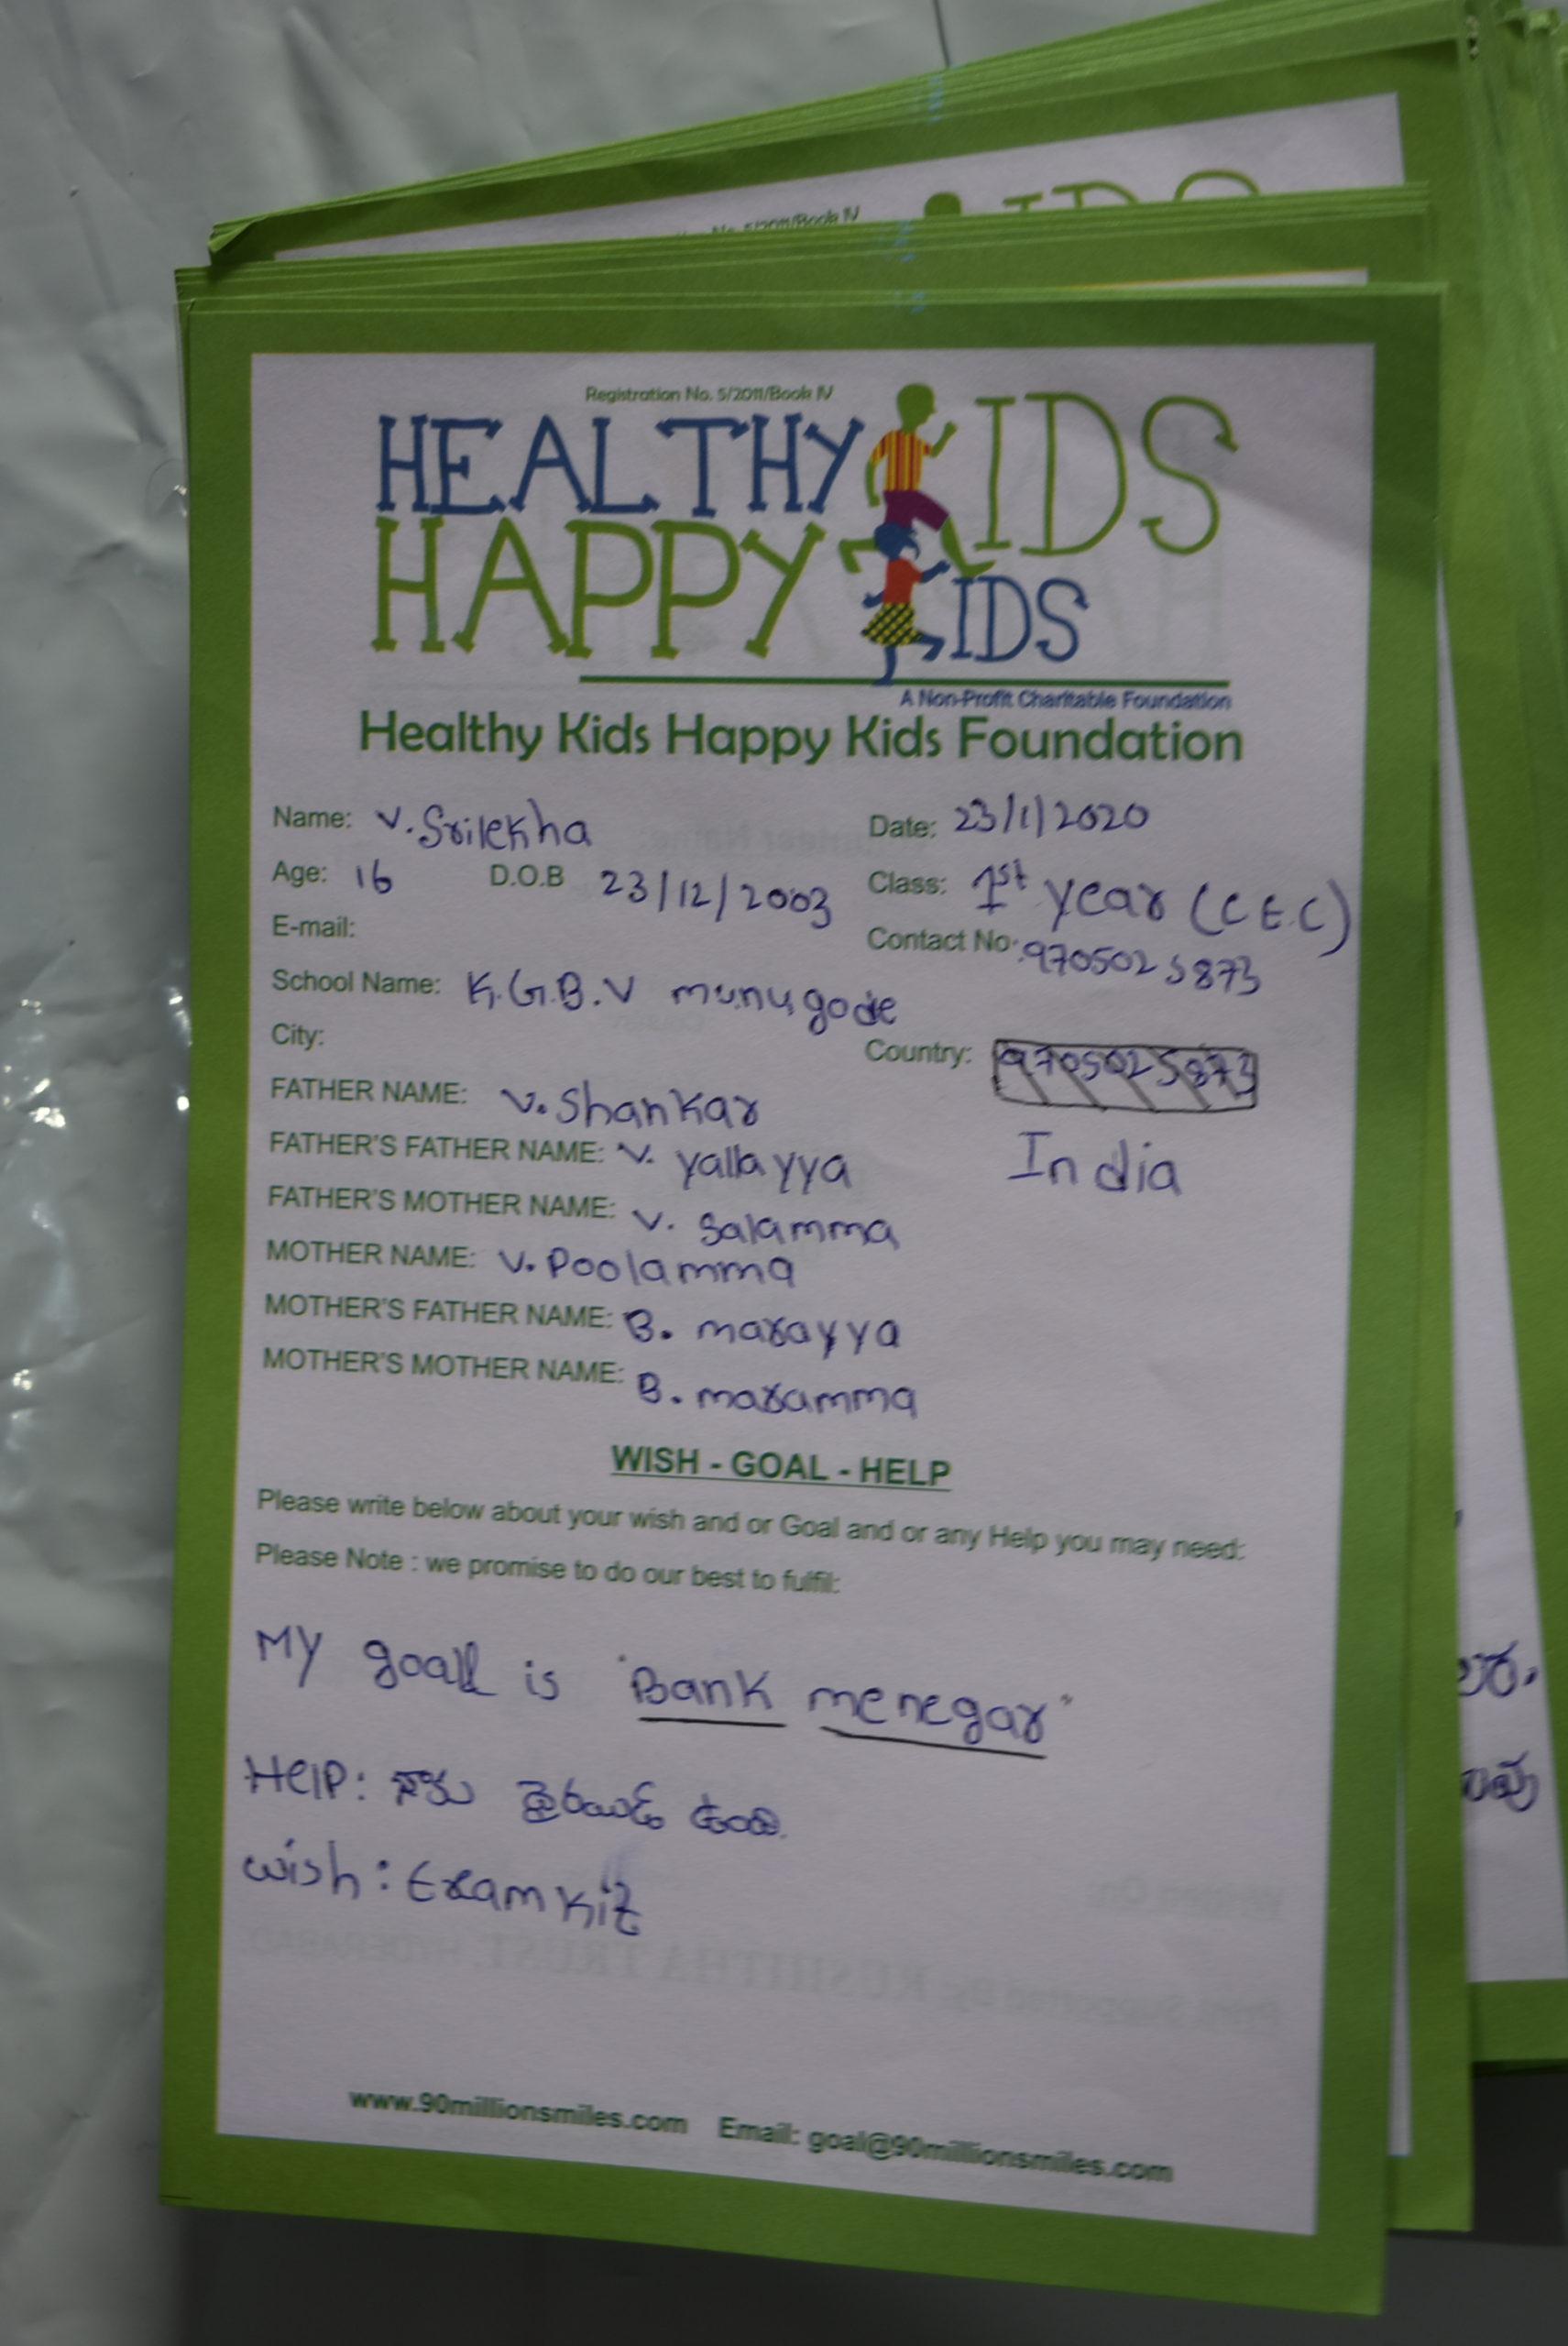 Registration No. 5/2011/Book IV
HEALTHY KIDS
HAPPY KIDS
A Non-Profit Charitable Foundation
Healthy Kids Happy Kids Foundation
Name: V. Srilekha Date: 23/1/2020
Age: 16 D.O.B 23/12/2003 Class: 1st year (C E.C)
E-mail: Contact No: 9705025873
School Name: K.G.B.V munugode
City: Country: 9705025873
India
FATHER NAME: V. Shankar
FATHER'S FATHER NAME: V. yallayya
FATHER'S MOTHER NAME: V. Salamma
MOTHER NAME: V. Poolamma
MOTHER'S FATHER NAME: B. marayya
MOTHER'S MOTHER NAME: B. maramma
WISH - GOAL - HELP
Please write below about your wish and or Goal and or any Help you may need:
Please Note : we promise to do our best to fulfil:
My goall is "Bank menegar"
Help: నాకు థైరాయిడ్ ఉంది.
wish: Exam Kit
www.90millionsmiles.com Email: goal@90millionsmiles.com